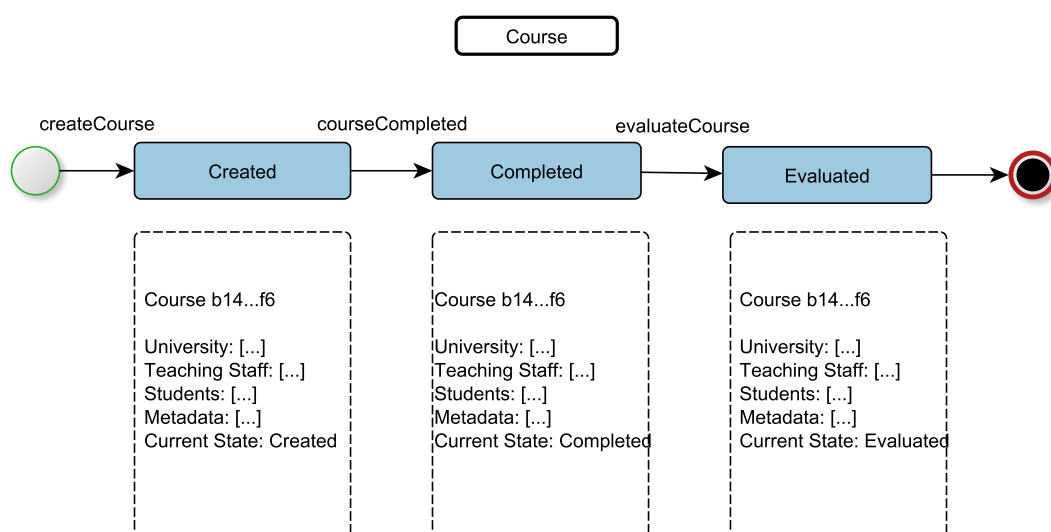 Course
createCourse
courseCompleted
evaluateCourse
Created
Completed
Evaluated
Course b14...f6
University: [...]
Teaching Staff: [...]
Students: [...]
Metadata: [...]
Current State: Created
Course b14...f6
University: [...]
Teaching Staff: [...]
Students: [...]
Metadata: [...]
Current State: Completed
Course b14...f6
University: [...]
Teaching Staff: [...]
Students: [...]
Metadata: [...]
Current State: Evaluated